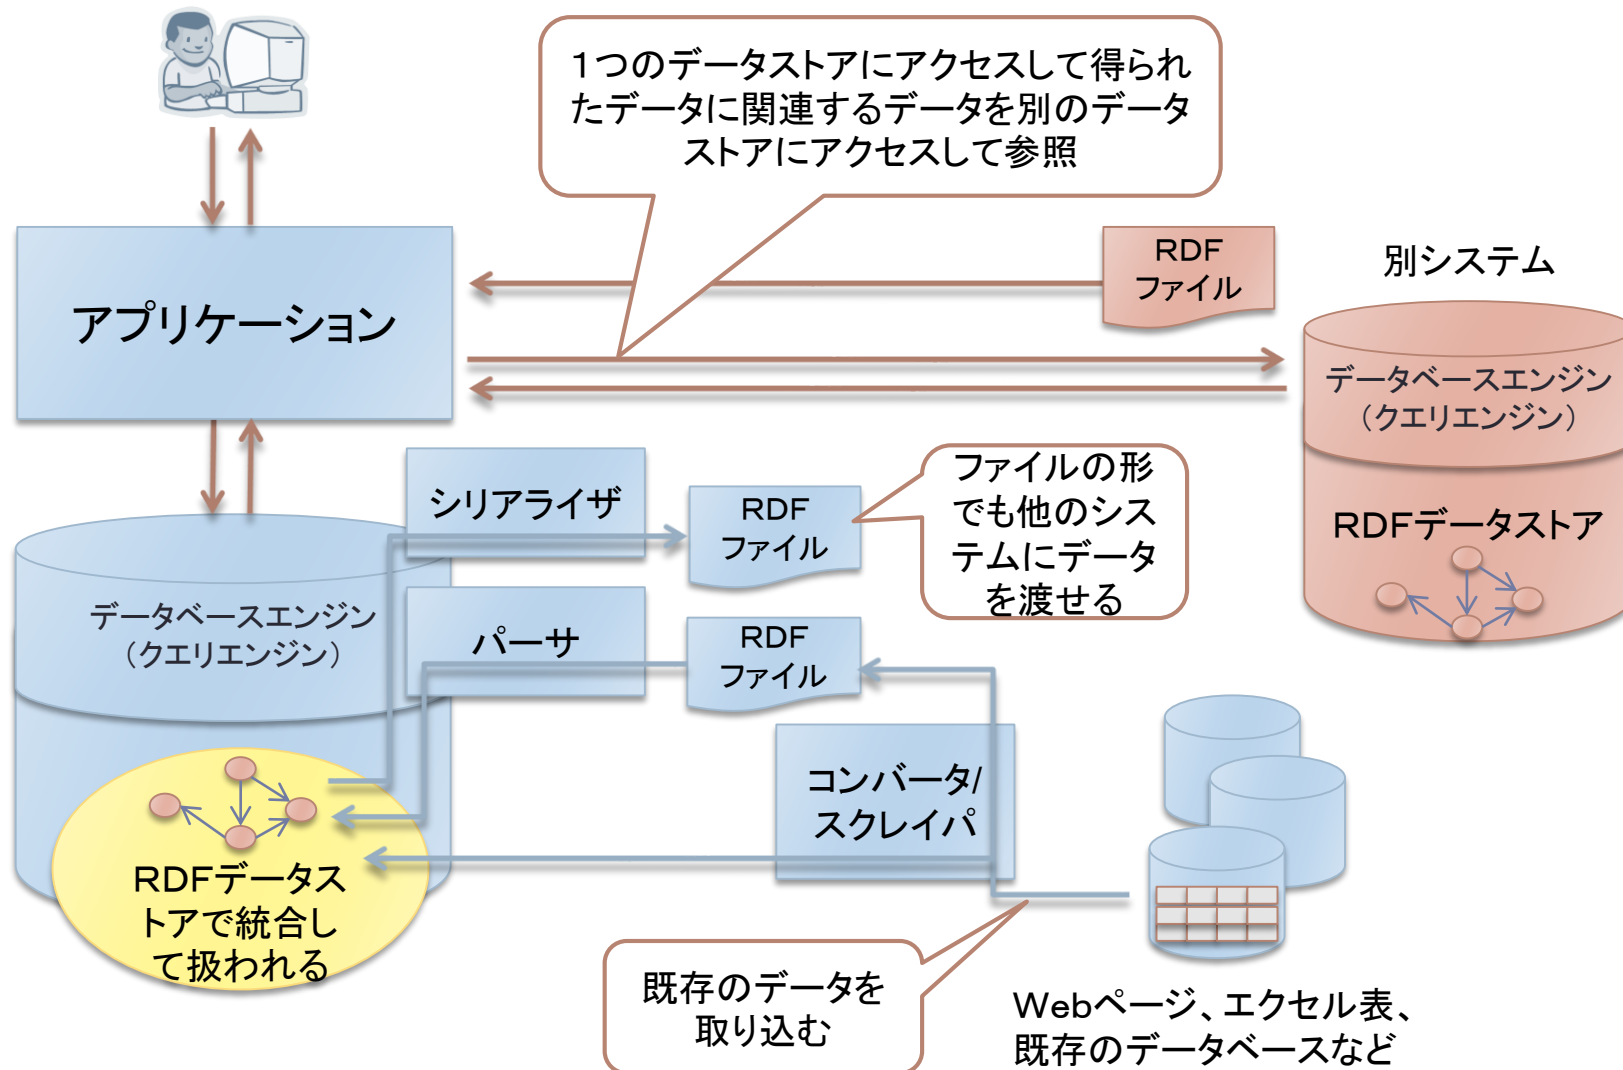 １つのデータストアにアクセスして得られ
たデータに関連するデータを別のデータ
ストアにアクセスして参照
RDF
ファイル
別システム
アプリケーション
データベースエンジン
（クエリエンジン）
RDFデータストア
シリアライザ
RDF
ファイル
ファイルの形
でも他のシス
テムにデータ
を渡せる
データベースエンジン
（クエリエンジン）
パーサ
RDF
ファイル
コンバータ/
スクレイパ
RDFデータス
トアで統合し
て扱われる
既存のデータを
取り込む
Webページ、エクセル表、
既存のデータベースなど